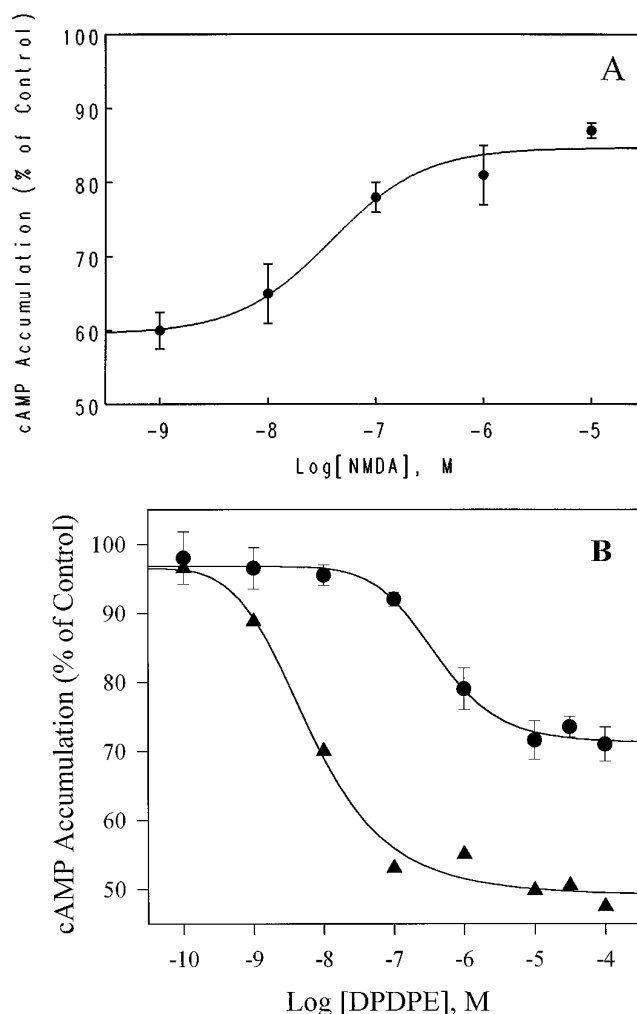 cAMP Accumulation (% of Control)
100
90
80
70
60
50
A
-9 -8 -7 -6 -5
Log[NMDA], M
cAMP Accumulation (% of Control)
100
90
80
70
60
50
B
-10 -9 -8 -7 -6 -5 -4
Log [DPDPE], M